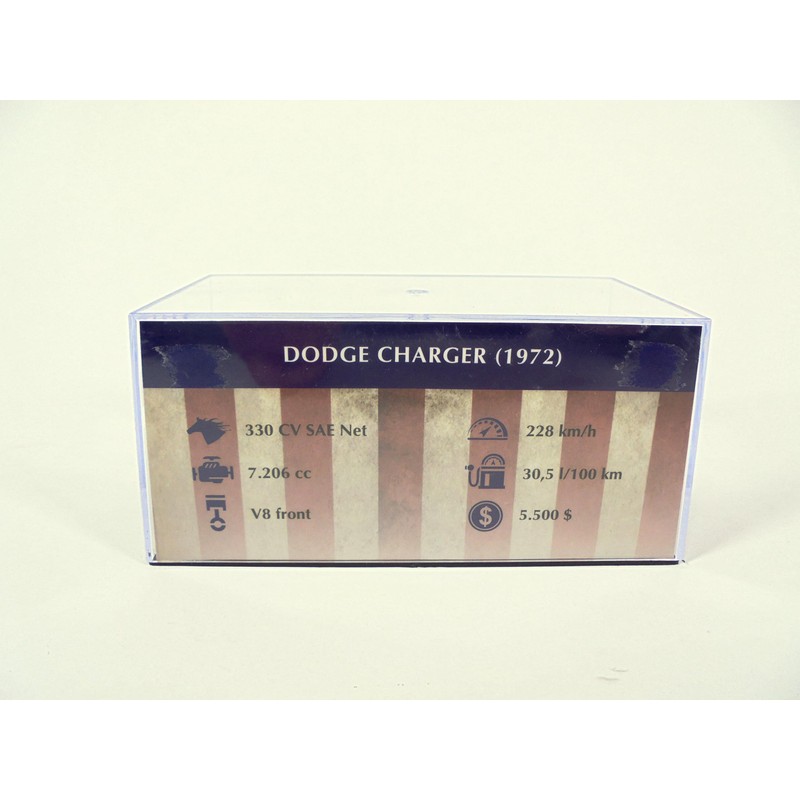 DODGE CHARGER (1972)
330 CV SAE Net
228 km/h
7.206 cc
30,5 l/100 km
V8 front
$
5.500 $